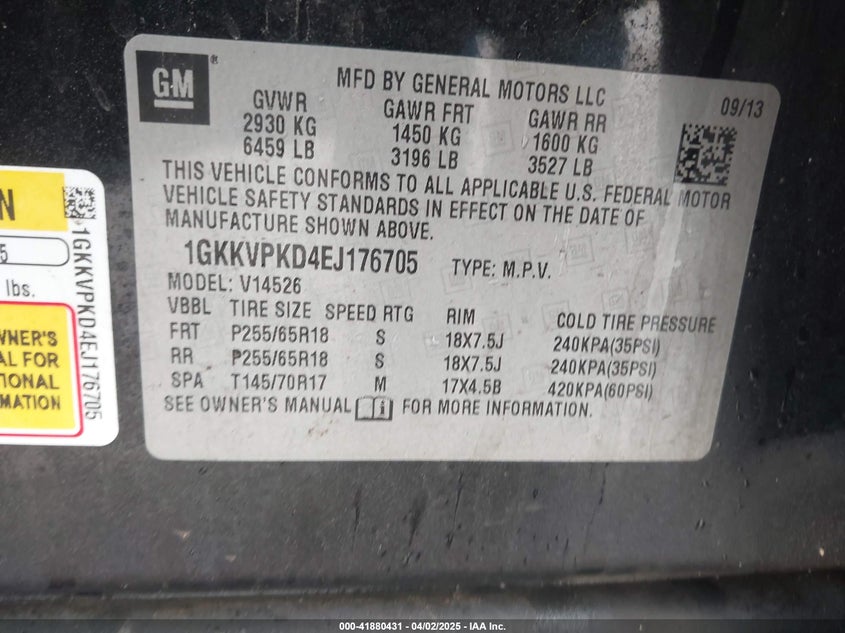 GM
MFD BY GENERAL MOTORS LLC
09/13
GVWR GAWR FRT GAWR RR
2930 KG 1450 KG 1600 KG
6459 LB 3196 LB 3527 LB
THIS VEHICLE CONFORMS TO ALL APPLICABLE U.S. FEDERAL MOTOR
VEHICLE SAFETY STANDARDS IN EFFECT ON THE DATE OF
MANUFACTURE SHOWN ABOVE.
1GKKVPKD4EJ176705 TYPE: M.P.V.
MODEL: V14526
VBBL TIRE SIZE SPEED RTG RIM COLD TIRE PRESSURE
FRT P255/65R18 S 18X7.5J 240KPA(35PSI)
RR P255/65R18 S 18X7.5J 240KPA(35PSI)
SPA T145/70R17 M 17X4.5B 420KPA(60PSI)
SEE OWNER'S MANUAL FOR MORE INFORMATION.
N
5
lbs.
OWNER'S
AL FOR
TIONAL
MATION
1GKKVPKD4EJ176705
000-41880431 - 04/02/2025 - IAA Inc.